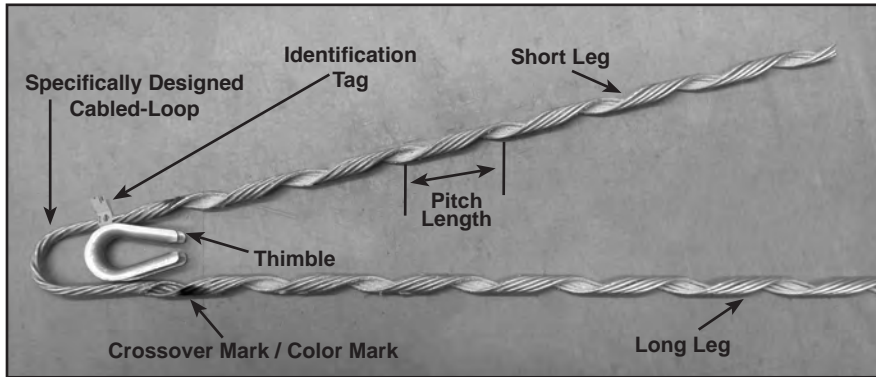 Identification
Tag
Short Leg
Specifically Designed
Cabled-Loop
Pitch
Length
Thimble
Crossover Mark / Color Mark
Long Leg